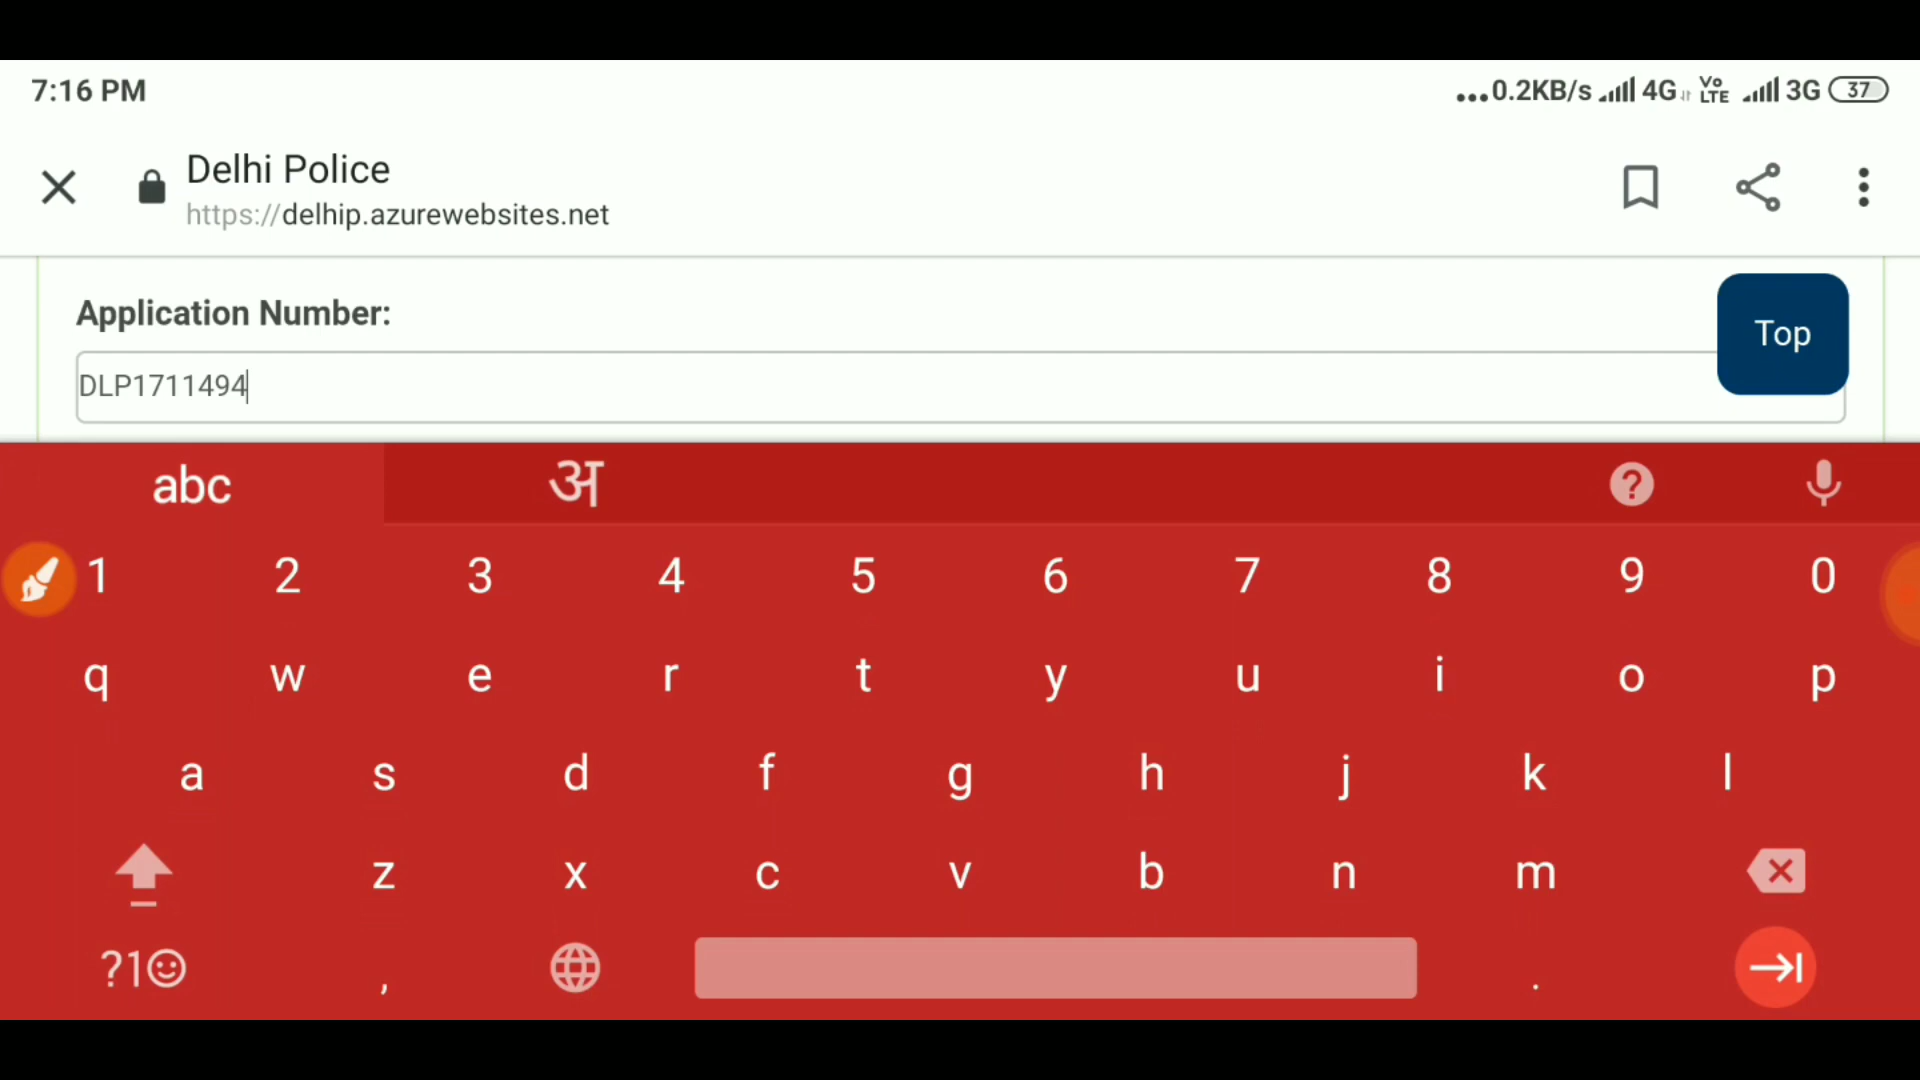 7:16 PM
...0.2KB/s 4G Vo LTE 3G 37
Delhi Police
https://delhip.azurewebsites.net
Application Number:
Top
DLP1711494
abc अ ?
1 2 3 4 5 6 7 8 9 0
q w e r t y u i o p
a s d f g h j k l
z x c v b n m
?1☺ , .